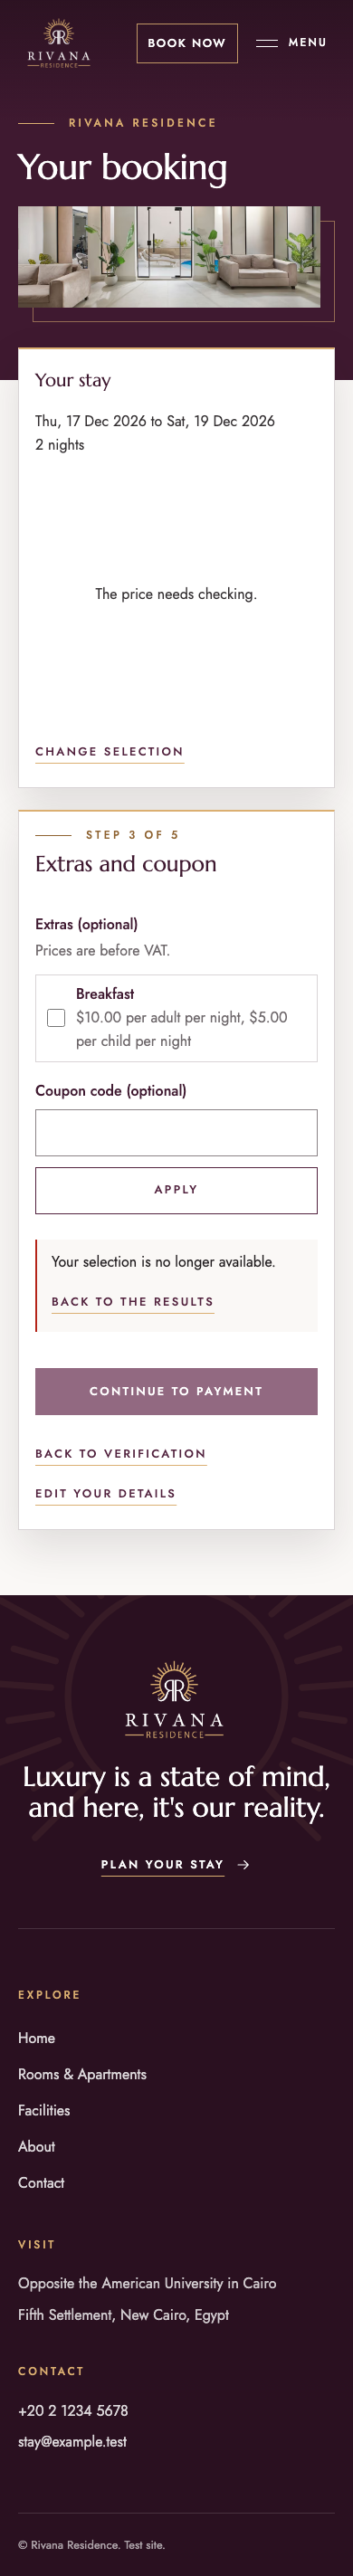 RIVANA
RESIDENCE
BOOK NOW
MENU
RIVANA RESIDENCE
Your booking
Your stay
Thu, 17 Dec 2026 to Sat, 19 Dec 2026
2 nights
The price needs checking.
CHANGE SELECTION
STEP 3 OF 5
Extras and coupon
Extras (optional)
Prices are before VAT.
Breakfast
$10.00 per adult per night, $5.00
per child per night
Coupon code (optional)
APPLY
Your selection is no longer available.
BACK TO THE RESULTS
CONTINUE TO PAYMENT
BACK TO VERIFICATION
EDIT YOUR DETAILS
RIVANA
RESIDENCE
Luxury is a state of mind,
and here, it's our reality.
PLAN YOUR STAY →
EXPLORE
Home
Rooms & Apartments
Facilities
About
Contact
VISIT
Opposite the American University in Cairo
Fifth Settlement, New Cairo, Egypt
CONTACT
+20 2 1234 5678
stay@example.test
© Rivana Residence. Test site.